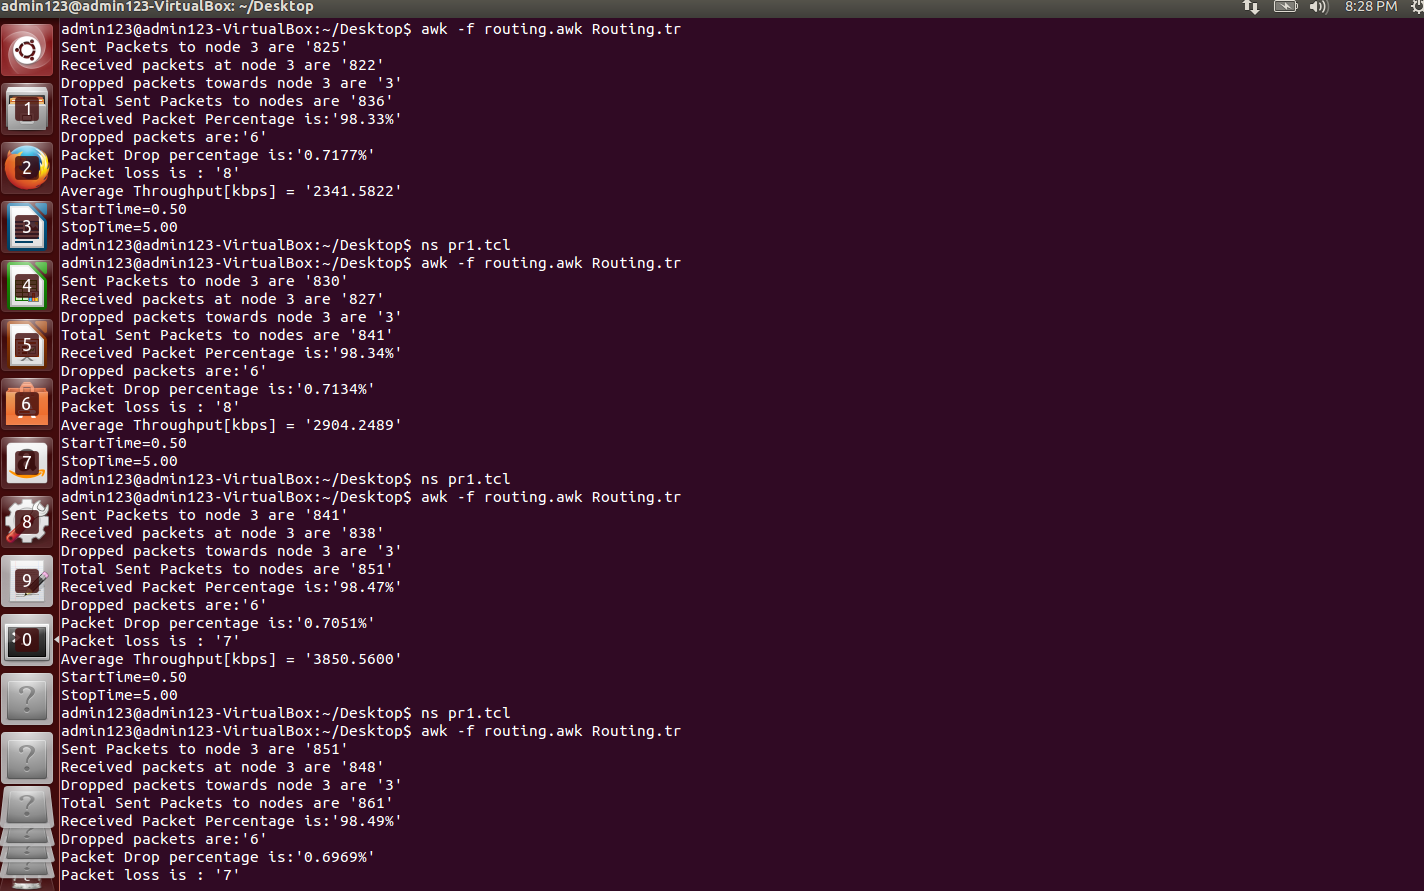 admin123@admin123-VirtualBox: ~/Desktop
8:28 PM
admin123@admin123-VirtualBox:~/Desktop$ awk -f routing.awk Routing.tr
Sent Packets to node 3 are '825'
Received packets at node 3 are '822'
Dropped packets towards node 3 are '3'
Total Sent Packets to nodes are '836'
Received Packet Percentage is:'98.33%'
Dropped packets are:'6'
Packet Drop percentage is:'0.7177%'
Packet loss is : '8'
Average Throughput[kbps] = '2341.5822'
StartTime=0.50
StopTime=5.00
admin123@admin123-VirtualBox:~/Desktop$ ns pr1.tcl
admin123@admin123-VirtualBox:~/Desktop$ awk -f routing.awk Routing.tr
Sent Packets to node 3 are '830'
Received packets at node 3 are '827'
Dropped packets towards node 3 are '3'
Total Sent Packets to nodes are '841'
Received Packet Percentage is:'98.34%'
Dropped packets are:'6'
Packet Drop percentage is:'0.7134%'
Packet loss is : '8'
Average Throughput[kbps] = '2904.2489'
StartTime=0.50
StopTime=5.00
admin123@admin123-VirtualBox:~/Desktop$ ns pr1.tcl
admin123@admin123-VirtualBox:~/Desktop$ awk -f routing.awk Routing.tr
Sent Packets to node 3 are '841'
Received packets at node 3 are '838'
Dropped packets towards node 3 are '3'
Total Sent Packets to nodes are '851'
Received Packet Percentage is:'98.47%'
Dropped packets are:'6'
Packet Drop percentage is:'0.7051%'
Packet loss is : '7'
Average Throughput[kbps] = '3850.5600'
StartTime=0.50
StopTime=5.00
admin123@admin123-VirtualBox:~/Desktop$ ns pr1.tcl
admin123@admin123-VirtualBox:~/Desktop$ awk -f routing.awk Routing.tr
Sent Packets to node 3 are '851'
Received packets at node 3 are '848'
Dropped packets towards node 3 are '3'
Total Sent Packets to nodes are '861'
Received Packet Percentage is:'98.49%'
Dropped packets are:'6'
Packet Drop percentage is:'0.6969%'
Packet loss is : '7'
1
2
3
4
5
6
7
8
9
0
?
?
?